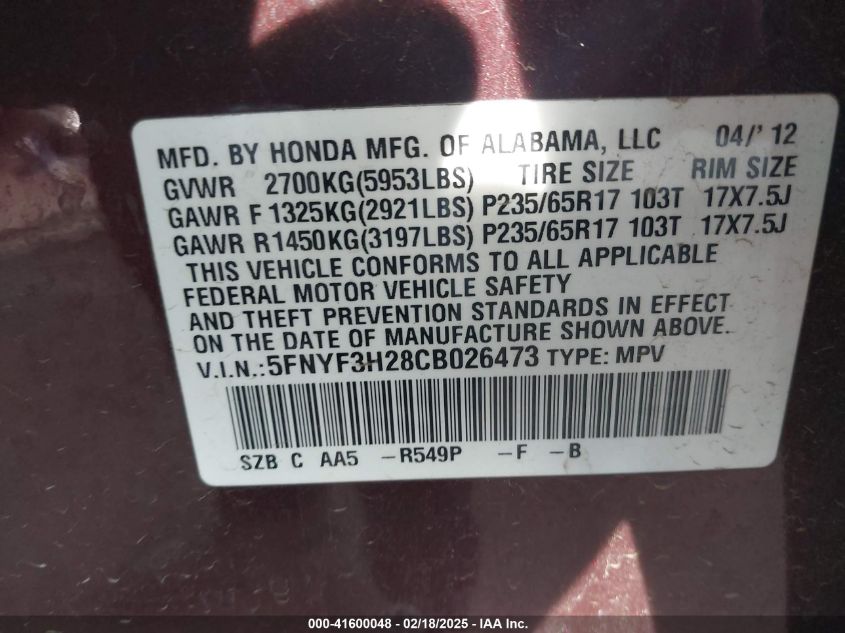 MFD. BY HONDA MFG. OF ALABAMA, LLC 04/'12
GVWR 2700KG(5953LBS) TIRE SIZE RIM SIZE
GAWR F 1325KG(2921LBS) P235/65R17 103T 17X7.5J
GAWR R1450KG(3197LBS) P235/65R17 103T 17X7.5J
THIS VEHICLE CONFORMS TO ALL APPLICABLE
FEDERAL MOTOR VEHICLE SAFETY
AND THEFT PREVENTION STANDARDS IN EFFECT
ON THE DATE OF MANUFACTURE SHOWN ABOVE.
V.I.N.:5FNYF3H28CB026473 TYPE: MPV
SZB C AA5 -R549P -F -B
000-41600048 - 02/18/2025 - IAA Inc.